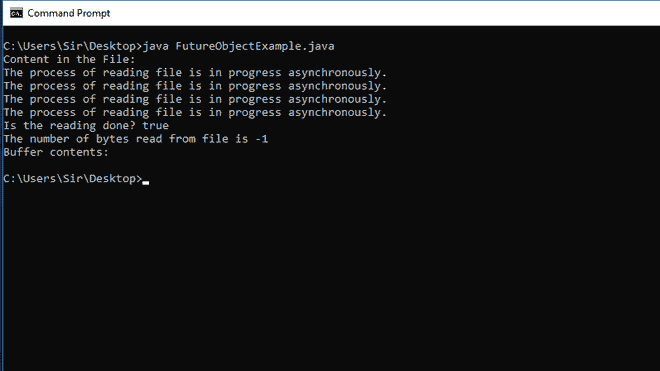 Command Prompt
C:\Users\Sir\Desktop>java FutureObjectExample.java
Content in the File:
The process of reading file is in progress asynchronously.
The process of reading file is in progress asynchronously.
The process of reading file is in progress asynchronously.
The process of reading file is in progress asynchronously.
Is the reading done? true
The number of bytes read from file is -1
Buffer contents:
C:\Users\Sir\Desktop>